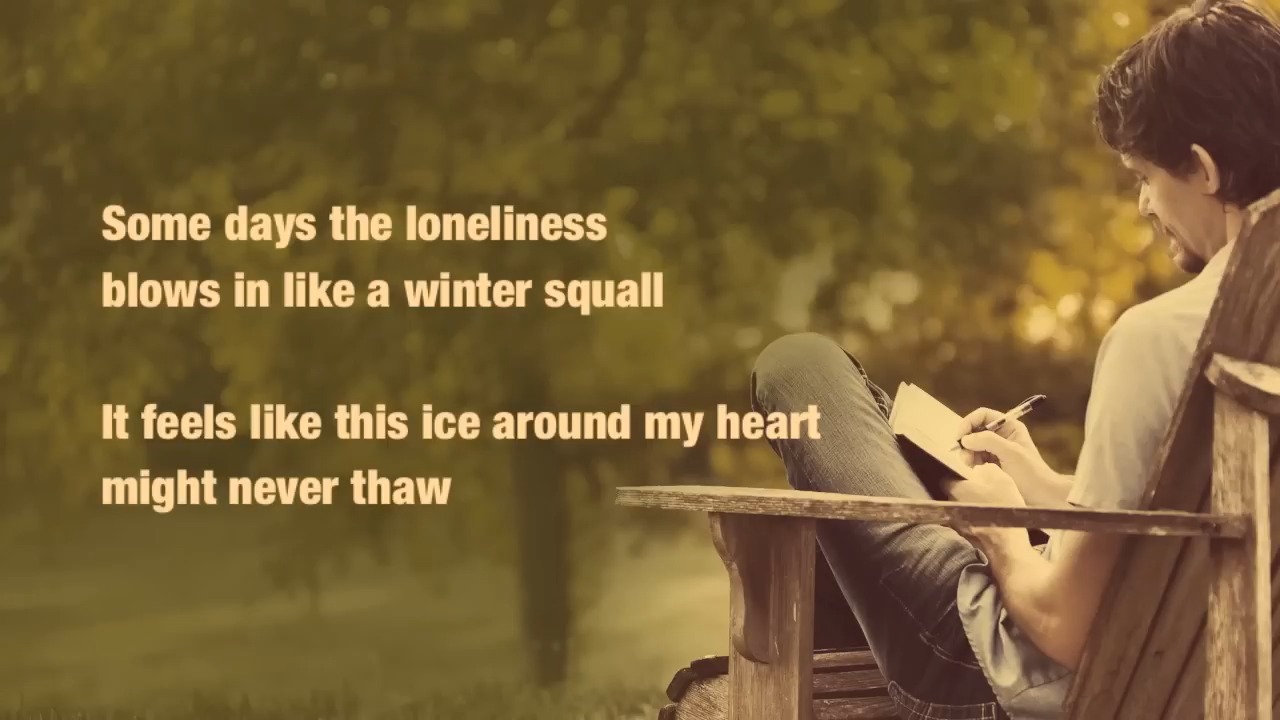 Some days the loneliness
blows in like a winter squall
It feels like this ice around my heart
might never thaw